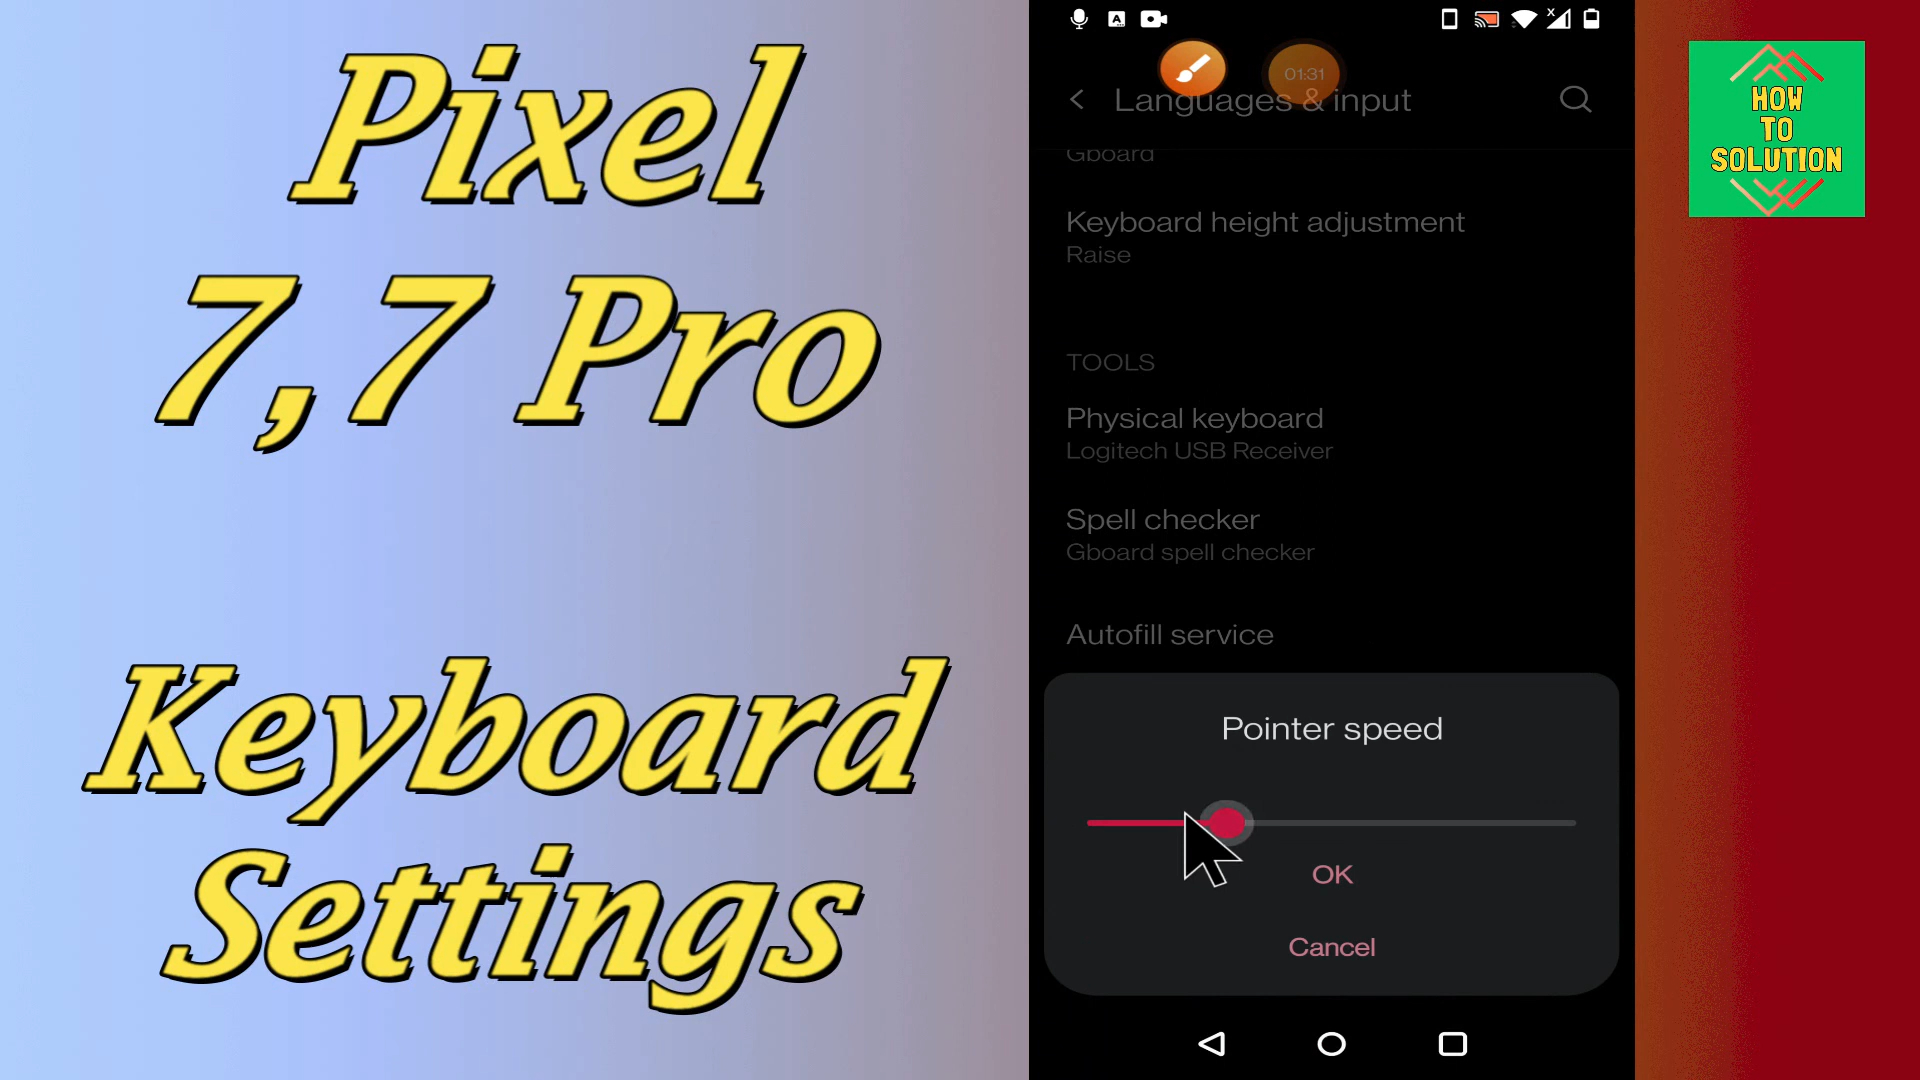 Pixel
7,7 Pro
Keyboard
Settings
01:31
Languages & input
Gboard
Keyboard height adjustment
Raise
TOOLS
Physical keyboard
Logitech USB Receiver
Spell checker
Gboard spell checker
Autofill service
Pointer speed
OK
Cancel
HOW
TO
SOLUTION